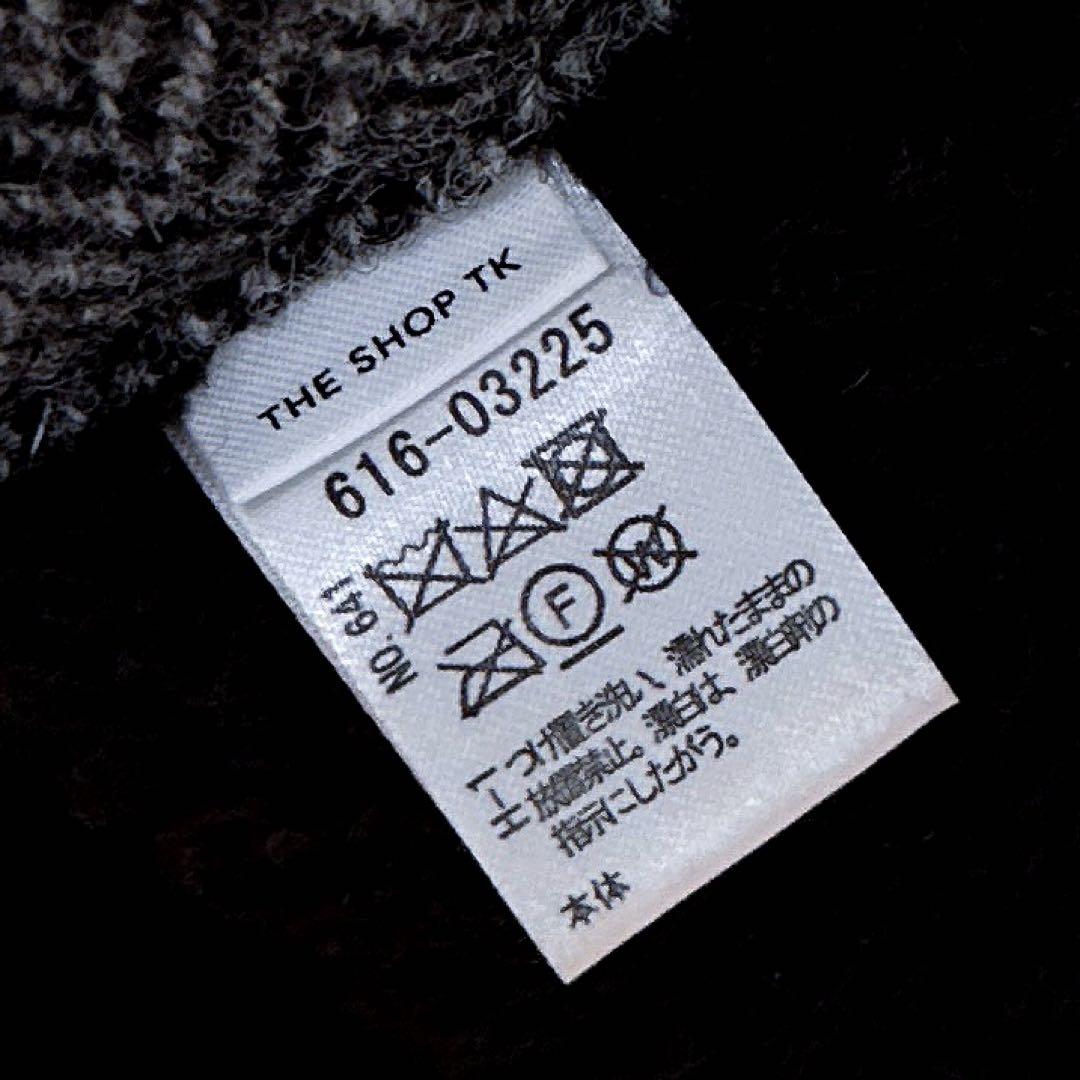 THE SHOP TK
616-03225
NO. 641
F
W
つけ置き洗い、濡れたままの
放置禁止。漂白は、漂白剤の
指示にしたがう。
本体